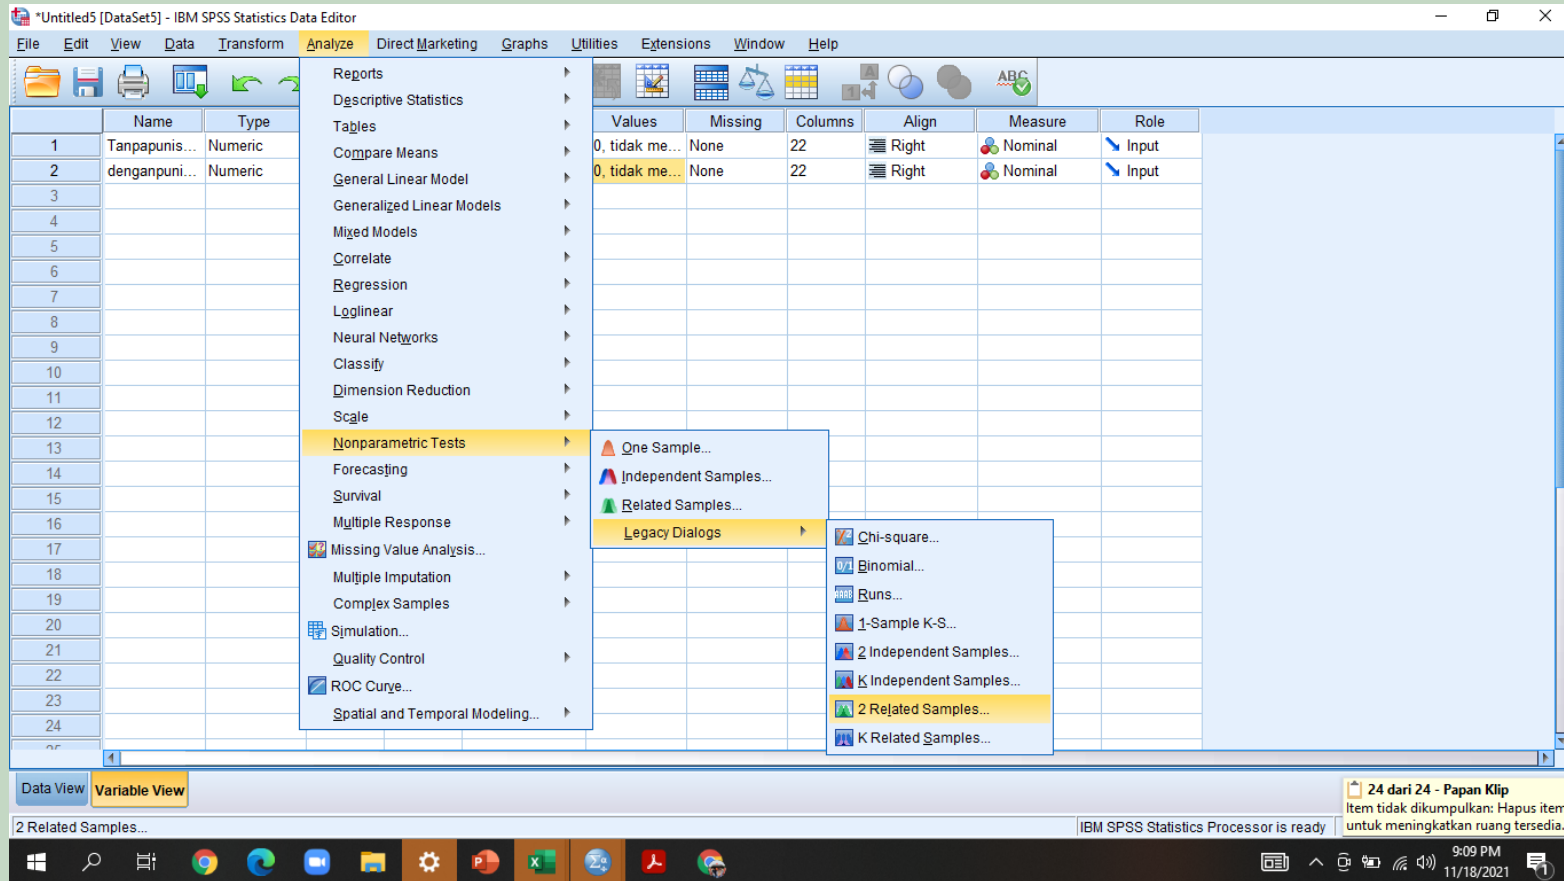 *Untitled5 [DataSet5] - IBM SPSS Statistics Data Editor
File Edit View Data Transform Analyze Direct Marketing Graphs Utilities Extensions Window Help
Name Type Values Missing Columns Align Measure Role
1 Tanpapunis... Numeric 0, tidak me... None 22 Right Nominal Input
2 denganpuni... Numeric 0, tidak me... None 22 Right Nominal Input
3
4
5
6
7
8
9
10
11
12
13
14
15
16
17
18
19
20
21
22
23
24
25
Reports
Descriptive Statistics
Tables
Compare Means
General Linear Model
Generalized Linear Models
Mixed Models
Correlate
Regression
Loglinear
Neural Networks
Classify
Dimension Reduction
Scale
Nonparametric Tests
Forecasting
Survival
Multiple Response
Missing Value Analysis...
Multiple Imputation
Complex Samples
Simulation...
Quality Control
ROC Curve...
Spatial and Temporal Modeling...
One Sample...
Independent Samples...
Related Samples...
Legacy Dialogs
Chi-square...
Binomial...
Runs...
1-Sample K-S...
2 Independent Samples...
K Independent Samples...
2 Related Samples...
K Related Samples...
Data View Variable View
24 dari 24 - Papan Klip
Item tidak dikumpulkan: Hapus item
untuk meningkatkan ruang tersedia.
2 Related Samples... IBM SPSS Statistics Processor is ready
9:09 PM
11/18/2021